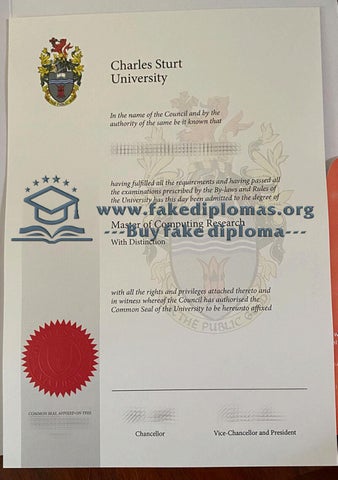 Charles Sturt
University
In the name of the Council and by the
authority of the same be it known that
having fulfilled all the requirements and having passed all
the examinations prescribed by the By-laws and Rules of
the University has this day been admitted to the degree of
www.fakediplomas.org
Master of Computing Research
---Buy fake diploma---
With Distinction
with all the rights and privileges attached thereto and
in witness whereof the Council has authorised the
Common Seal of the University to be hereunto affixed
THE PUBLIC
COMMON SEAL AFFIXED ON THIS
Chancellor
Vice-Chancellor and President